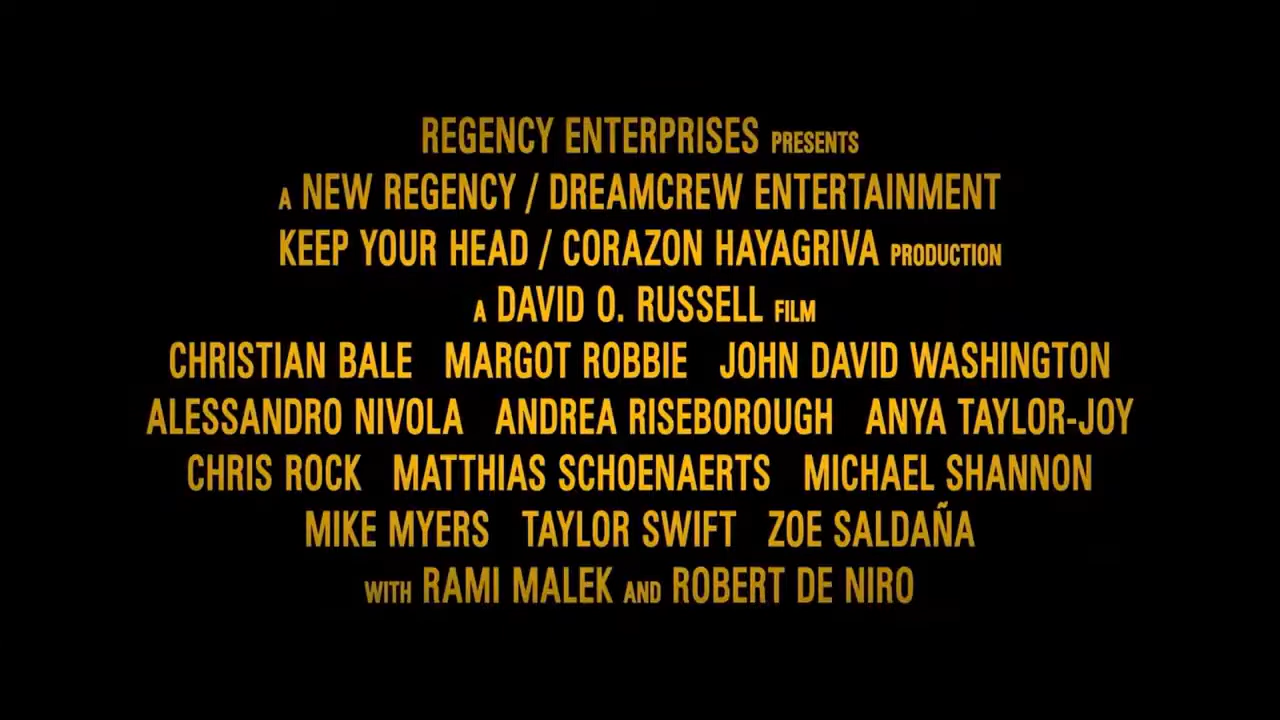 REGENCY ENTERPRISES PRESENTS
A NEW REGENCY / DREAMCREW ENTERTAINMENT
KEEP YOUR HEAD / CORAZON HAYAGRIVA PRODUCTION
A DAVID O. RUSSELL FILM
CHRISTIAN BALE MARGOT ROBBIE JOHN DAVID WASHINGTON
ALESSANDRO NIVOLA ANDREA RISEBOROUGH ANYA TAYLOR-JOY
CHRIS ROCK MATTHIAS SCHOENAERTS MICHAEL SHANNON
MIKE MYERS TAYLOR SWIFT ZOE SALDAÑA
WITH RAMI MALEK AND ROBERT DE NIRO